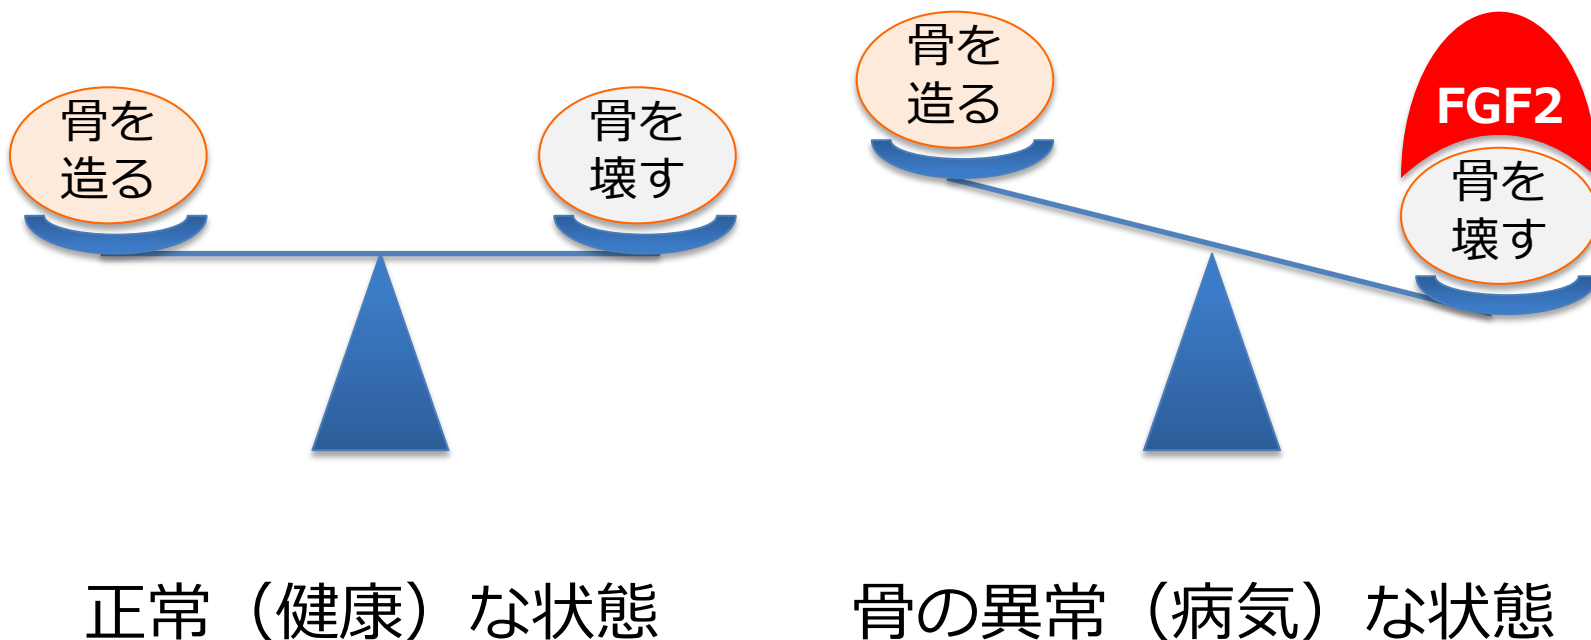 骨を
造る
骨を
壊す
正常（健康）な状態
骨を
造る
FGF2
骨を
壊す
骨の異常（病気）な状態